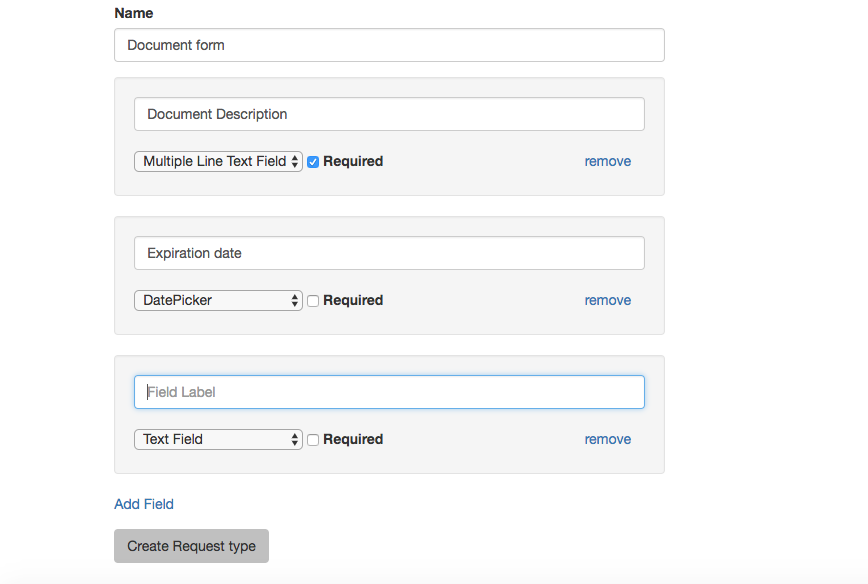 Name
Document form
Document Description
Multiple Line Text Field Required remove
Expiration date
DatePicker Required remove
Field Label
Text Field Required remove
Add Field
Create Request type